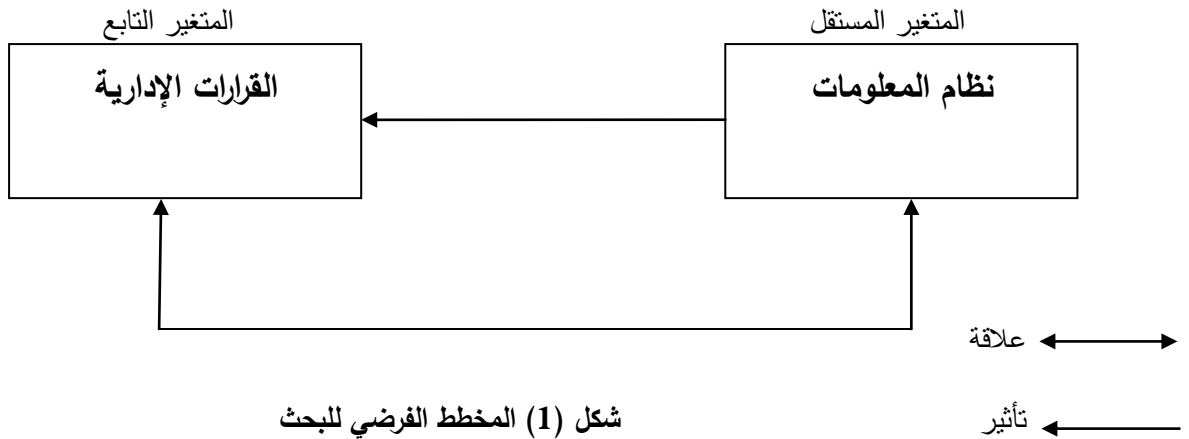 المتغير المستقل
المتغير التابع
نظام المعلومات
القرارات الإدارية
علاقة
تأثير
شكل (1) المخطط الفرضي للبحث